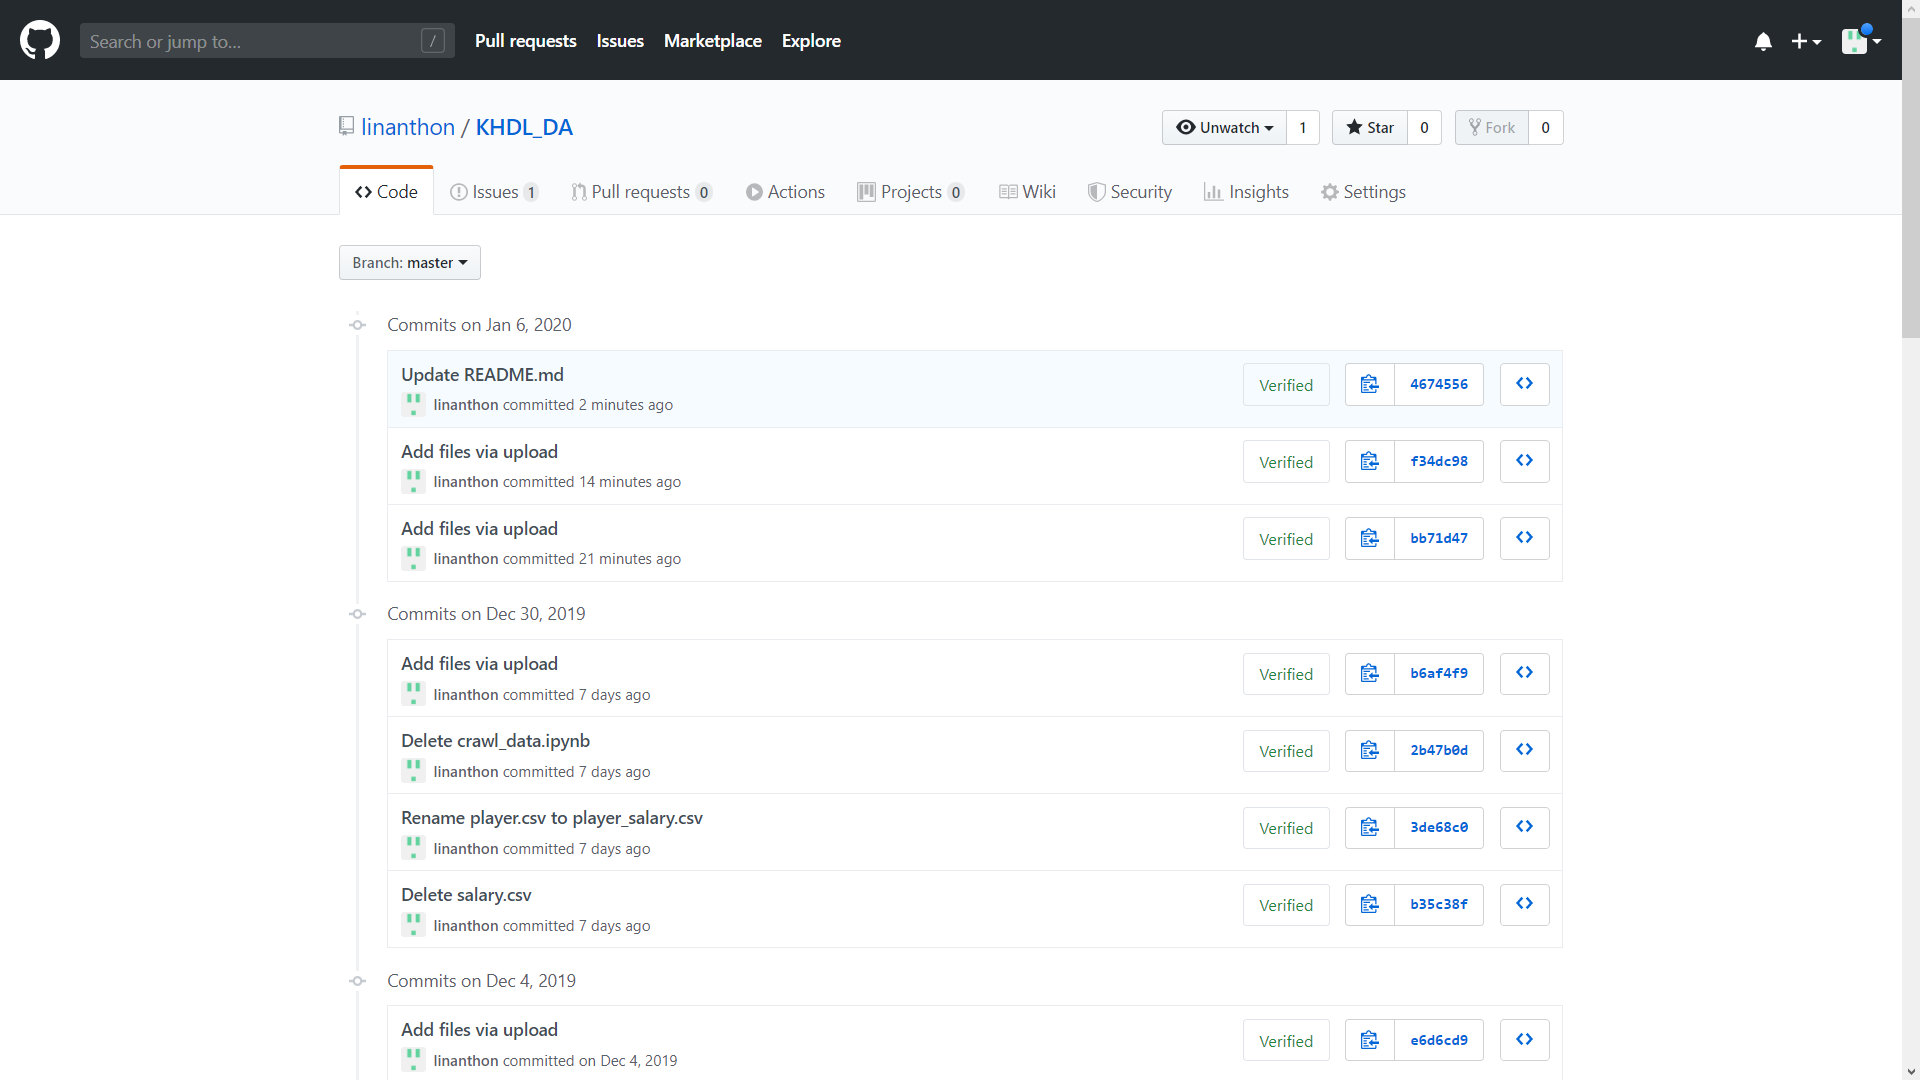 Search or jump to... /
Pull requests Issues Marketplace Explore
linanthon / KHDL_DA
Unwatch 1 Star 0 Fork 0
Code Issues 1 Pull requests 0 Actions Projects 0 Wiki Security Insights Settings
Branch: master
Commits on Jan 6, 2020
Update README.md
linanthon committed 2 minutes ago
Verified 4674556
Add files via upload
linanthon committed 14 minutes ago
Verified f34dc98
Add files via upload
linanthon committed 21 minutes ago
Verified bb71d47
Commits on Dec 30, 2019
Add files via upload
linanthon committed 7 days ago
Verified b6af4f9
Delete crawl_data.ipynb
linanthon committed 7 days ago
Verified 2b47b0d
Rename player.csv to player_salary.csv
linanthon committed 7 days ago
Verified 3de68c0
Delete salary.csv
linanthon committed 7 days ago
Verified b35c38f
Commits on Dec 4, 2019
Add files via upload
linanthon committed on Dec 4, 2019
Verified e6d6cd9